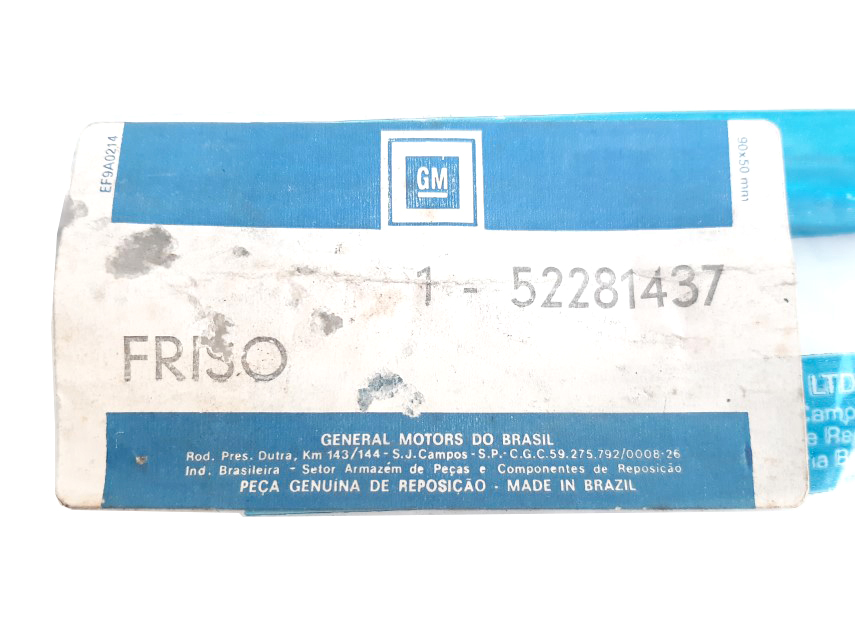 EF9A0214
GM
90x50 mm
1 - 52281437
FRISO
GENERAL MOTORS DO BRASIL
Rod. Pres. Dutra, Km 143/144 - S.J.Campos - S.P.- C.G.C.59.275.792/0008-26
Ind. Brasileira - Setor Armazém de Peças e Componentes de Reposição
PEÇA GENUÍNA DE REPOSIÇÃO - MADE IN BRAZIL
LTD
Camp
e Re